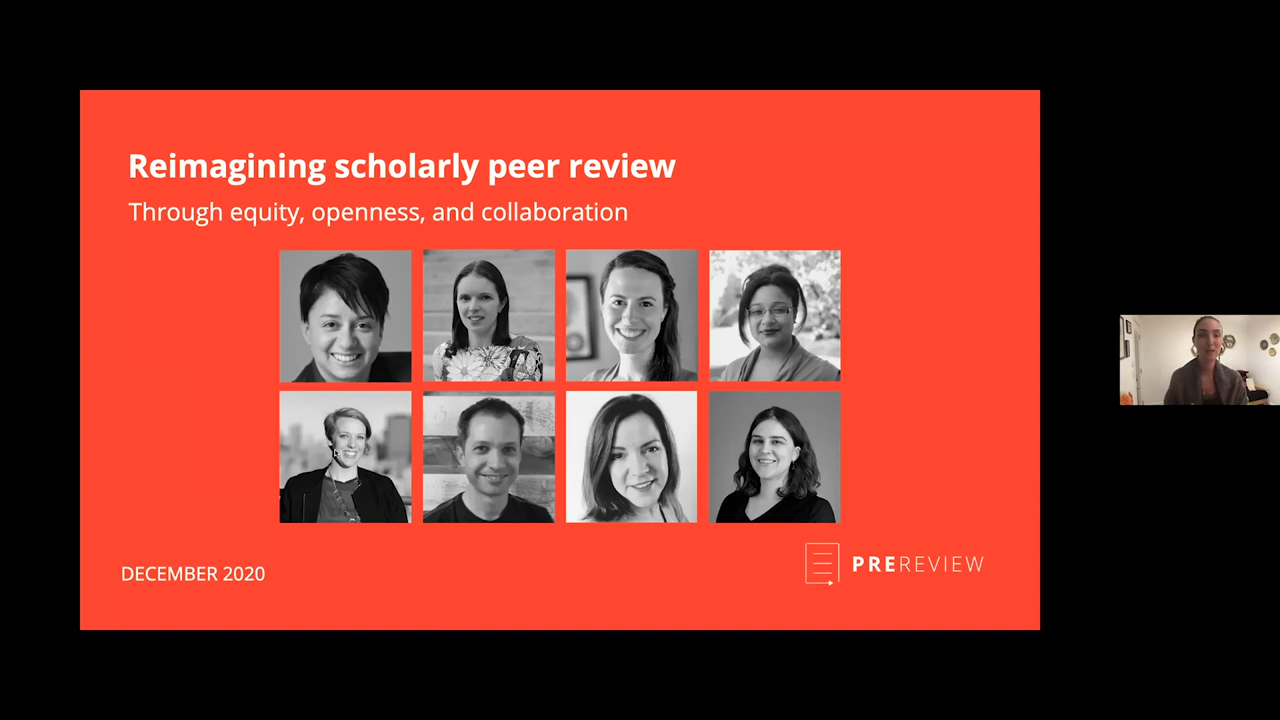 Reimagining scholarly peer review
Through equity, openness, and collaboration
DECEMBER 2020
PREREVIEW